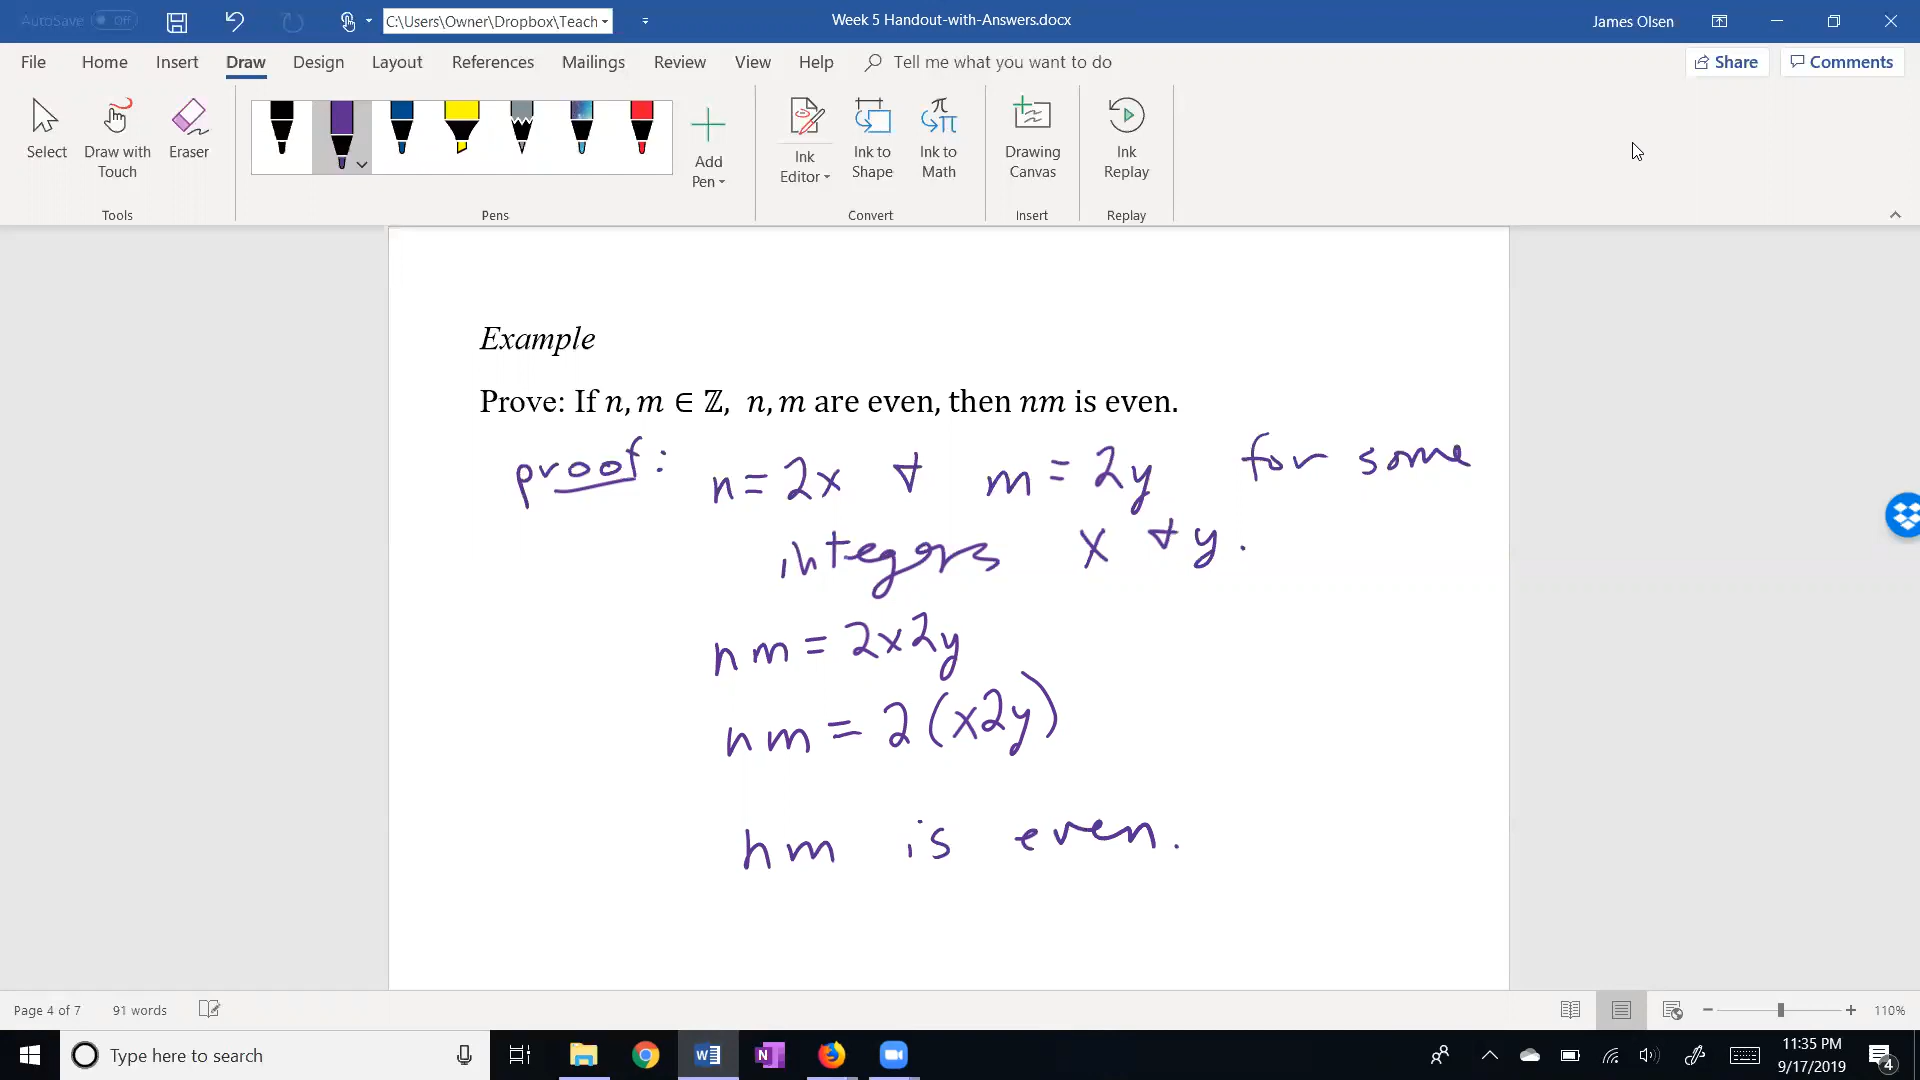 AutoSave Off C:\Users\Owner\Dropbox\Teach Week 5 Handout-with-Answers.docx James Olsen
File Home Insert Draw Design Layout References Mailings Review View Help Tell me what you want to do Share Comments
Select Draw with Touch Eraser Add Pen Ink Editor Ink to Shape Ink to Math Drawing Canvas Ink Replay
Tools Pens Convert Insert Replay
Example
Prove: If n, m ∈ ℤ, n, m are even, then nm is even.
proof: n = 2x & m = 2y for some
integers x & y.
nm = 2x2y
nm = 2(x2y)
nm is even.
Page 4 of 7 91 words 110%
Type here to search 11:35 PM
9/17/2019 4